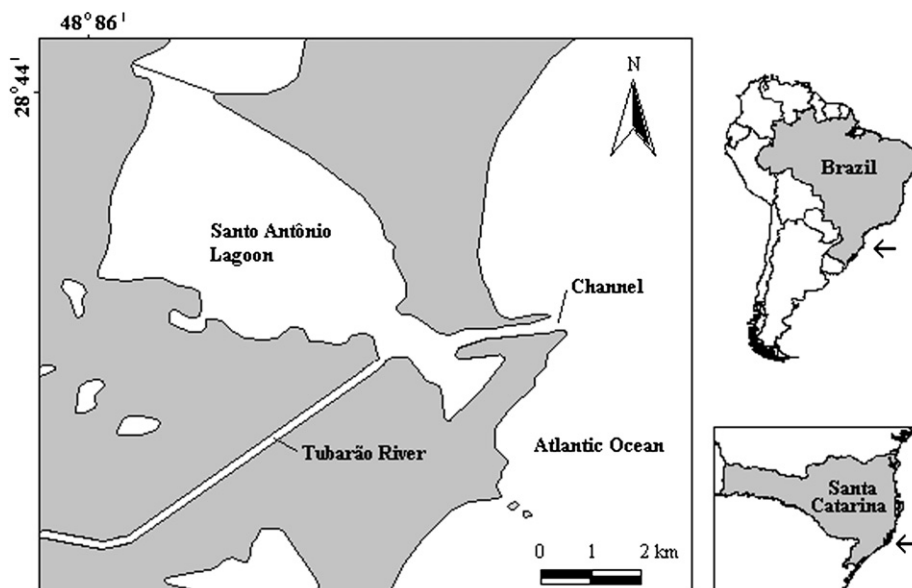 48°86'
28°44'
N
Santo Antônio
Lagoon
Channel
Tubarão River
Atlantic Ocean
0 1 2 km
Brazil
Santa
Catarina